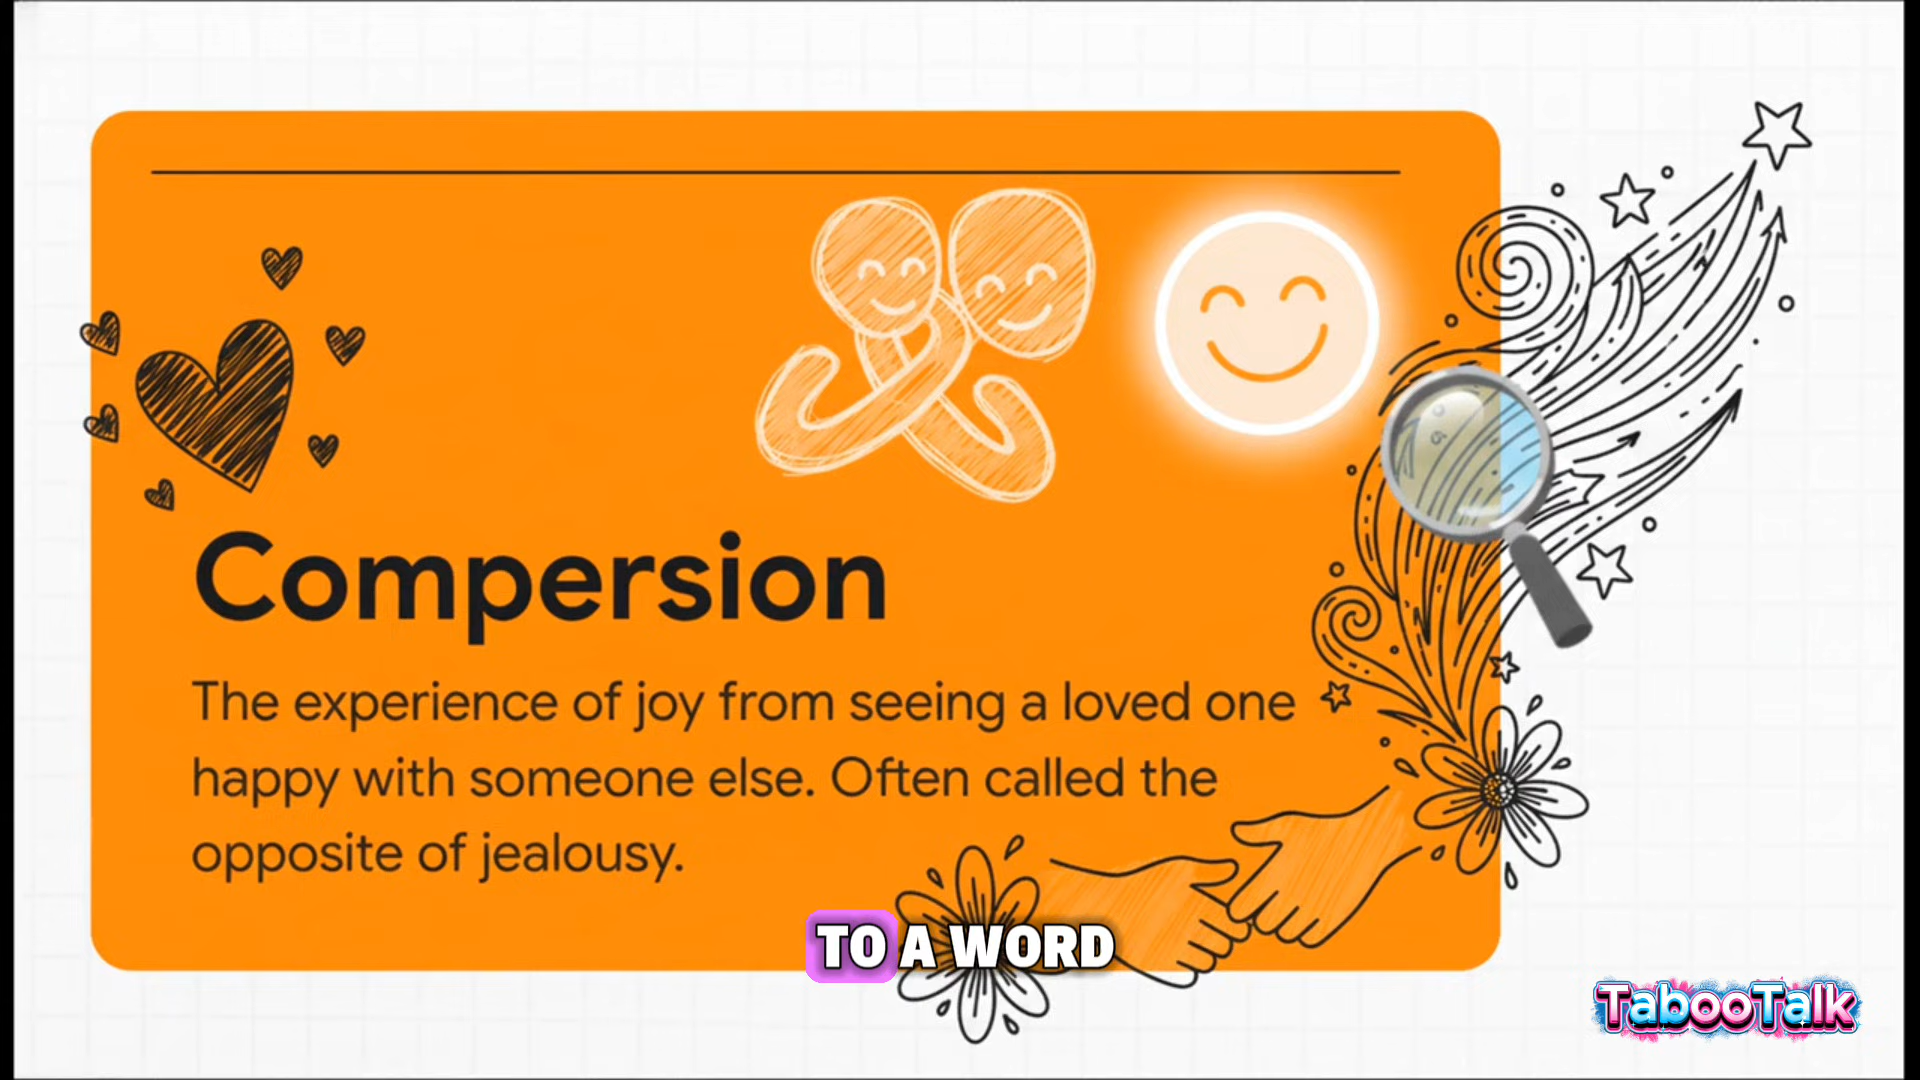 Compersion
The experience of joy from seeing a loved one
happy with someone else. Often called the
opposite of jealousy.
TO A WORD
TabooTalk